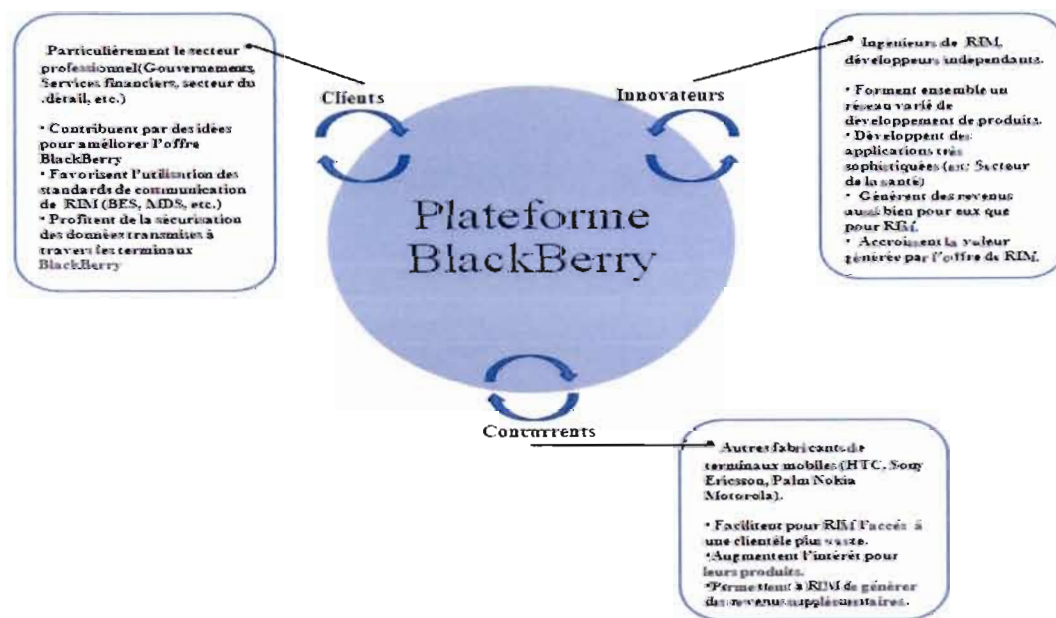 Particulièrement le secteur
professionnel(Gouvernements,
Services financiers, secteur du
.détail, etc.)
• Contribuent par des idées
pour améliorer l'offre
BlackBerry
• Favorisent l'utilisation des
standards de communication
de RIM (BES, MDS, etc.)
• Profitent de la sécurisation
des données transmises à
travers les terminaux
BlackBerry
Clients
Innovateurs
Ingénieurs de RIM,
développeurs indépendants.
• Forment ensemble un
réseau varié de
développement de produits.
• Développent des
applications très
sophistiquées (ex: Secteur
de la santé)
• Génèrent des revenus
aussi bien pour eux que
pour RIM.
• Accroissent la valeur
générée par l'offre de RIM.
Plateforme
BlackBerry
Concurrents
Autres fabricants de
terminaux mobiles (HTC, Sony
Ericsson, Palm Nokia
Motorola).
• Facilitent pour RIM l'accés à
une clientèle plus vaste.
•Augmentent l'intérêt pour
leurs produits.
•Permettent à RIM de générer
des revenus supplémentaires.